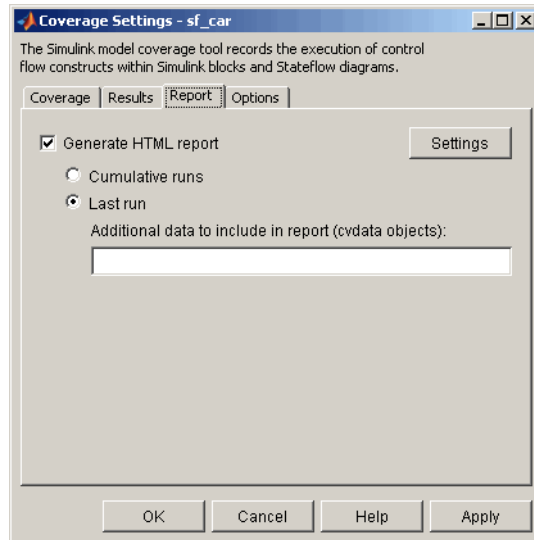 Coverage Settings - sf_car
The Simulink model coverage tool records the execution of control
flow constructs within Simulink blocks and Stateflow diagrams.
Coverage Results Report Options
Generate HTML report Settings
Cumulative runs
Last run
Additional data to include in report (cvdata objects):
OK Cancel Help Apply